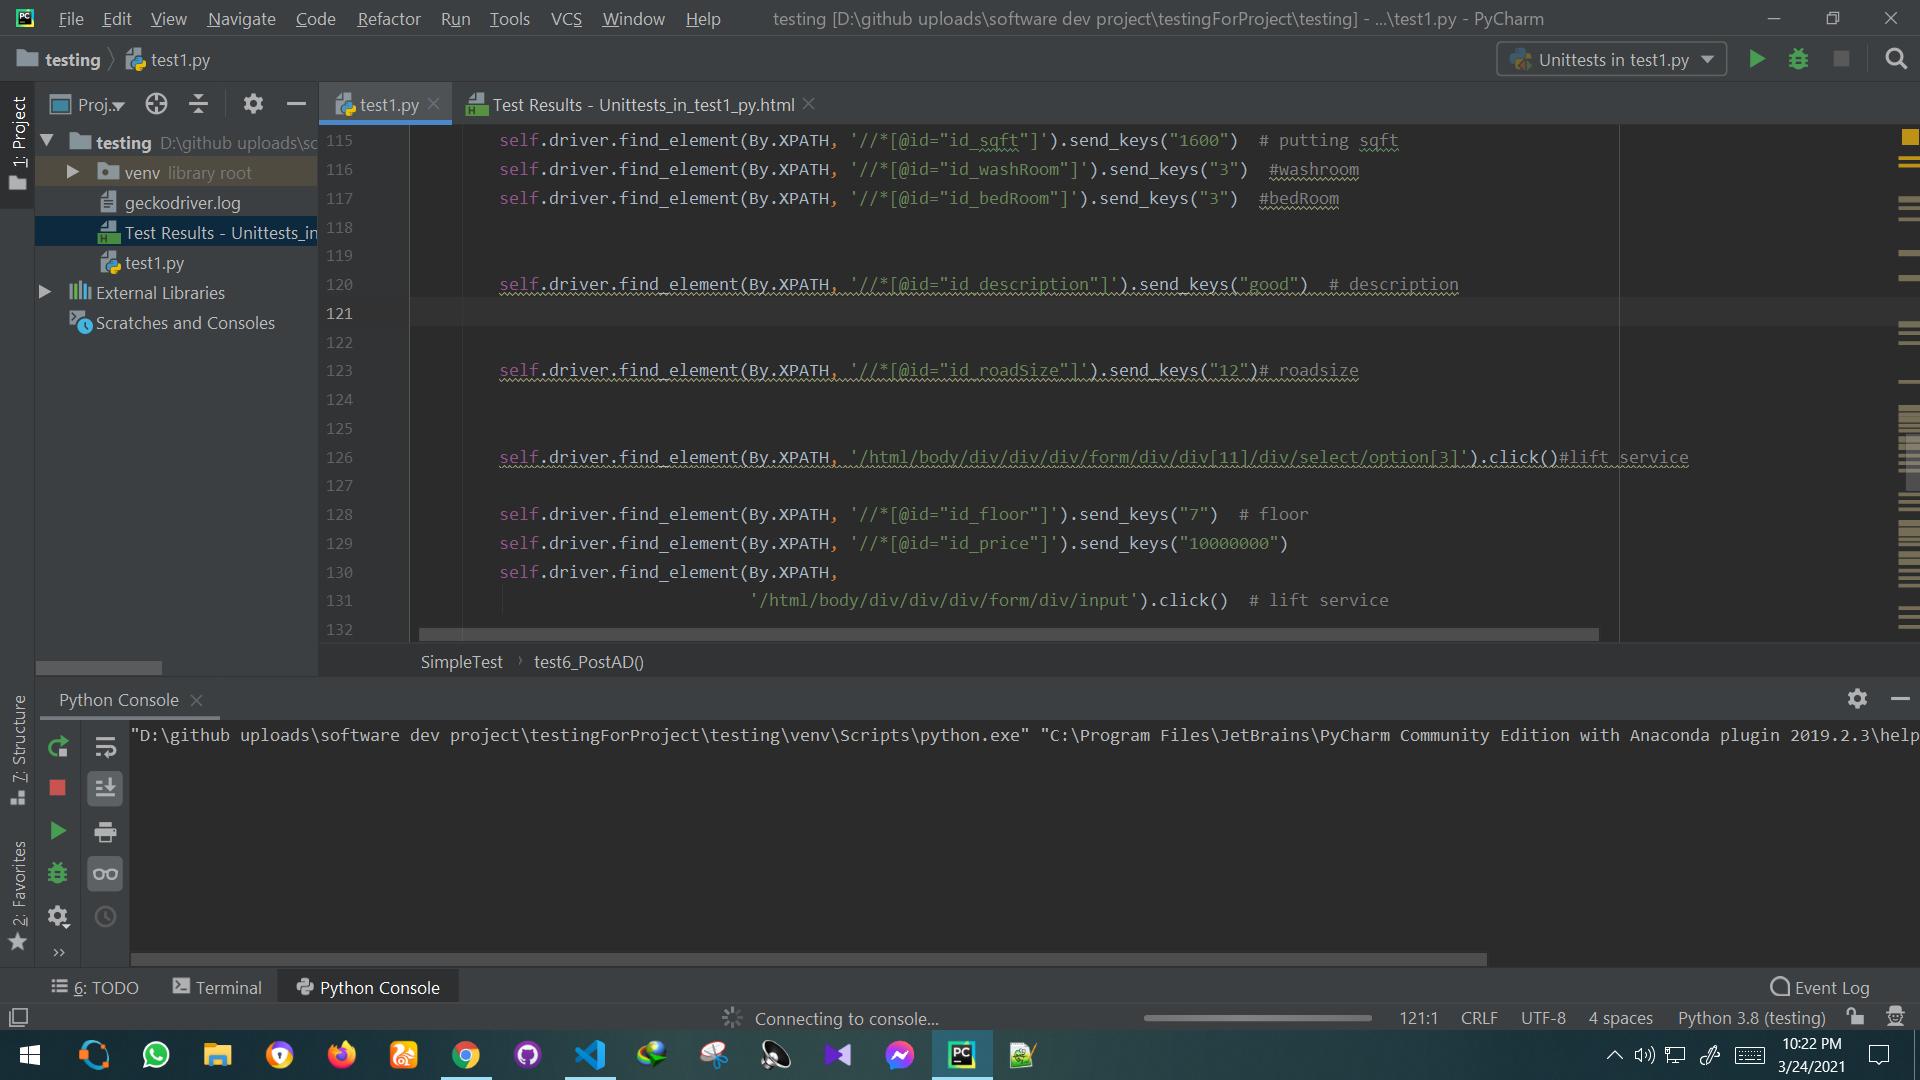 File Edit View Navigate Code Refactor Run Tools VCS Window Help testing [D:\github uploads\software dev project\testingForProject\testing] - ...\test1.py - PyCharm
testing test1.py Unittests in test1.py
1: Project
Proj..
test1.py Test Results - Unittests_in_test1_py.html
testing D:\github uploads\sc
venv library root
geckodriver.log
Test Results - Unittests_in
test1.py
External Libraries
Scratches and Consoles
115 self.driver.find_element(By.XPATH, '//*[@id="id_sqft"]').send_keys("1600")  # putting sqft
116 self.driver.find_element(By.XPATH, '//*[@id="id_washRoom"]').send_keys("3")  #washroom
117 self.driver.find_element(By.XPATH, '//*[@id="id_bedRoom"]').send_keys("3")  #bedRoom
118
119
120 self.driver.find_element(By.XPATH, '//*[@id="id_description"]').send_keys("good")  # description
121
122
123 self.driver.find_element(By.XPATH, '//*[@id="id_roadSize"]').send_keys("12")# roadsize
124
125
126 self.driver.find_element(By.XPATH, '/html/body/div/div/div/form/div/div[11]/div/select/option[3]').click()#lift service
127
128 self.driver.find_element(By.XPATH, '//*[@id="id_floor"]').send_keys("7")  # floor
129 self.driver.find_element(By.XPATH, '//*[@id="id_price"]').send_keys("10000000")
130 self.driver.find_element(By.XPATH,
131 '/html/body/div/div/div/form/div/input').click()  # lift service
132
SimpleTest test6_PostAD()
7: Structure
2: Favorites
Python Console
"D:\github uploads\software dev project\testingForProject\testing\venv\Scripts\python.exe" "C:\Program Files\JetBrains\PyCharm Community Edition with Anaconda plugin 2019.2.3\help
6: TODO Terminal Python Console Event Log
Connecting to console... 121:1 CRLF UTF-8 4 spaces Python 3.8 (testing)
10:22 PM
3/24/2021